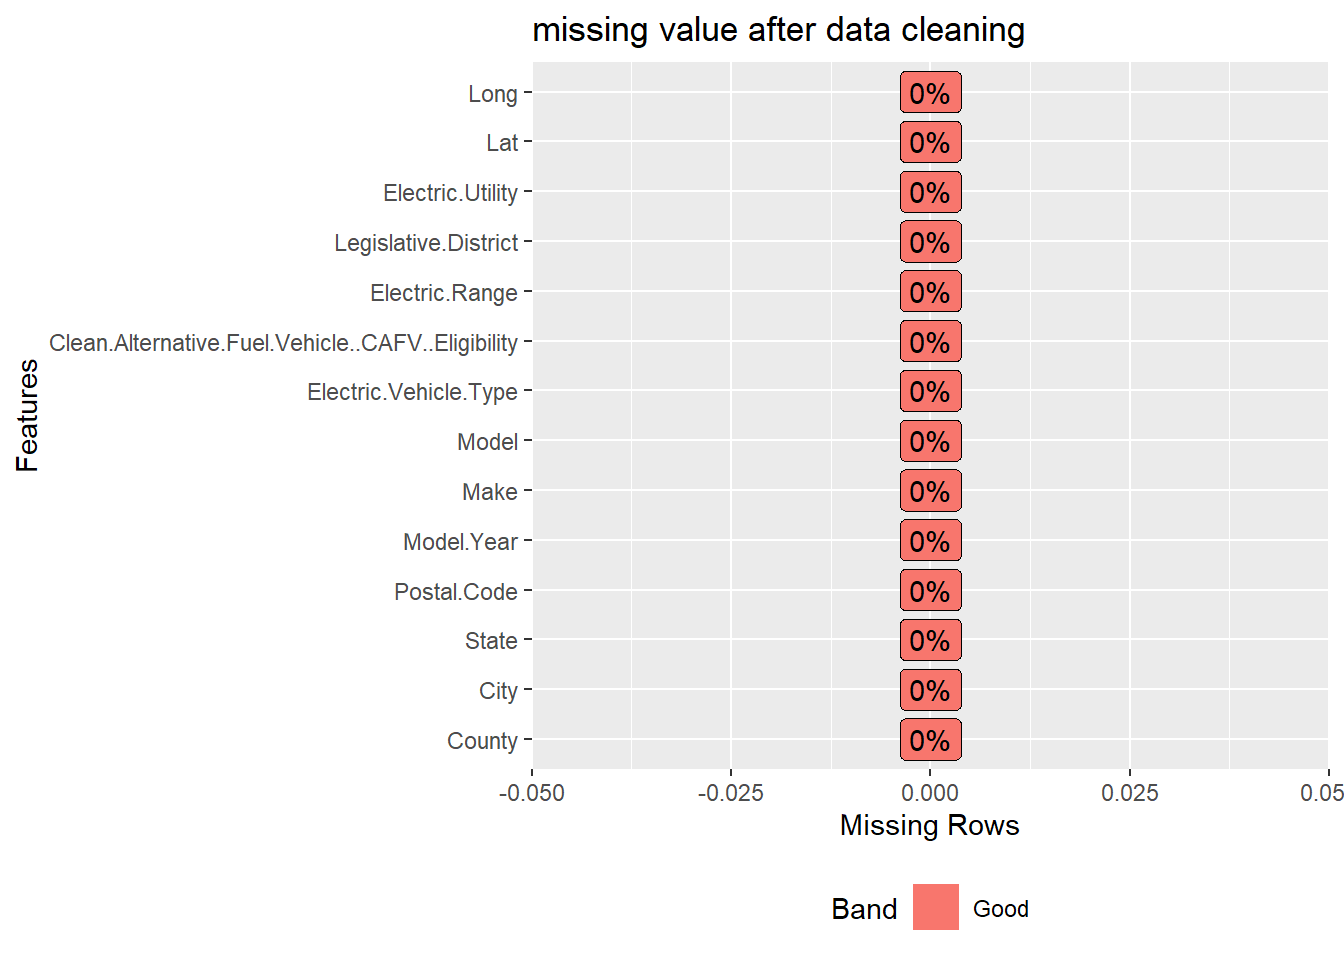 missing value after data cleaning
Features
Long 0%
Lat 0%
Electric.Utility 0%
Legislative.District 0%
Electric.Range 0%
Clean.Alternative.Fuel.Vehicle..CAFV..Eligibility 0%
Electric.Vehicle.Type 0%
Model 0%
Make 0%
Model.Year 0%
Postal.Code 0%
State 0%
City 0%
County 0%
-0.050 -0.025 0.000 0.025 0.05
Missing Rows
Band Good